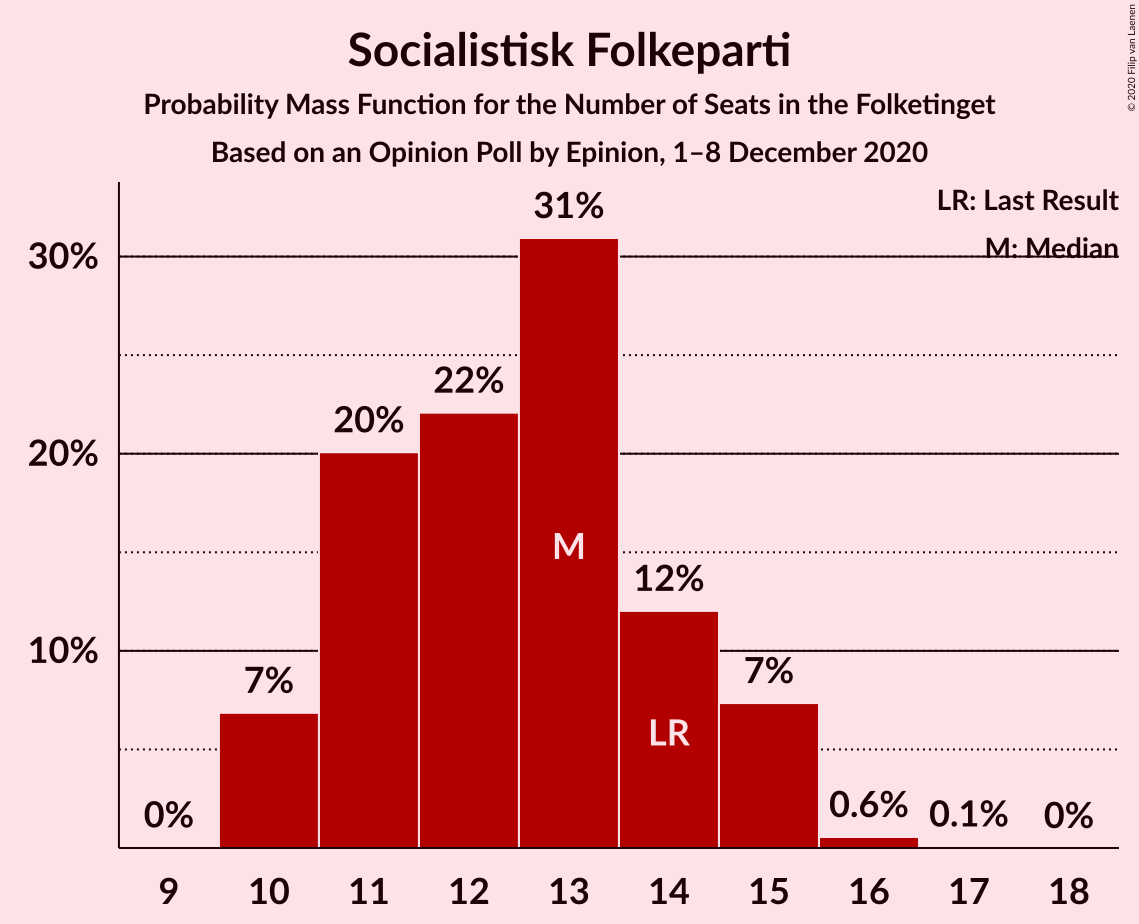 Socialistisk Folkeparti
Probability Mass Function for the Number of Seats in the Folketinget
Based on an Opinion Poll by Epinion, 1–8 December 2020
© 2020 Filip van Laenen
LR: Last Result
M: Median
30%
20%
10%
0%
7%
20%
22%
31%
12%
7%
0.6%
0.1%
0%
M
LR
9
10
11
12
13
14
15
16
17
18